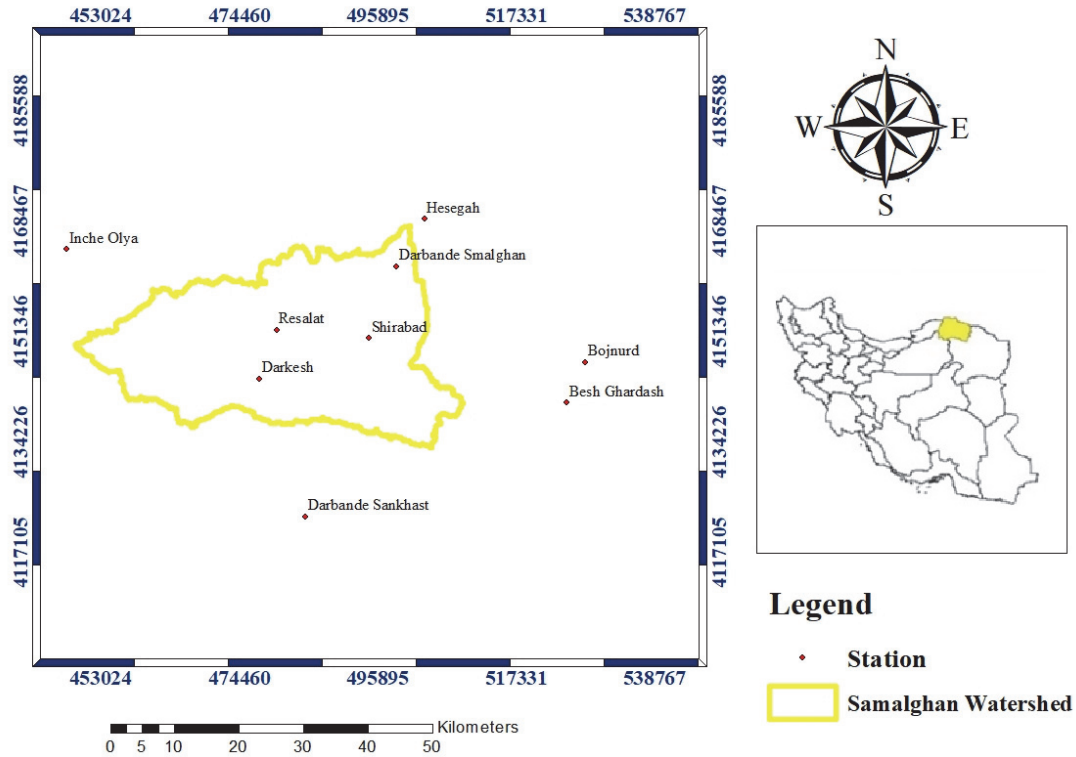 453024 474460 495895 517331 538767
4185588 4185588
4168467 4168467
4151346 4151346
4134226 4134226
4117105 4117105
Hesegah
Inche Olya
Darbande Smalghan
Resalat
Shirabad
Darkesh
Bojnurd
Besh Ghardash
Darbande Sankhast
453024 474460 495895 517331 538767
Kilometers
0 5 10 20 30 40 50
N
W E
S
Legend
Station
Samalghan Watershed